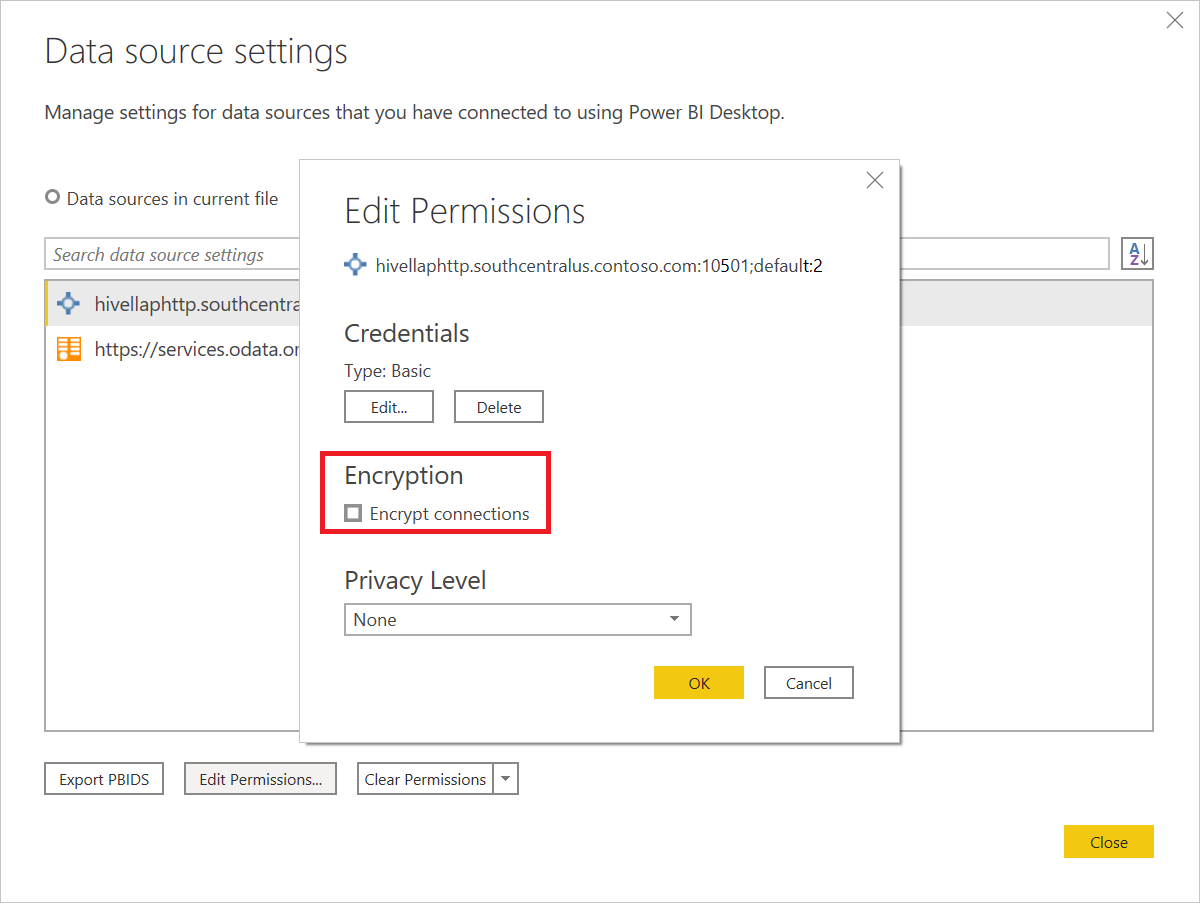 Data source settings
Manage settings for data sources that you have connected to using Power BI Desktop.
Data sources in current file
Search data source settings
A
Z
hivellaphttp.southcentra
https://services.odata.or
Edit Permissions
hivellaphttp.southcentralus.contoso.com:10501;default:2
Credentials
Type: Basic
Edit...
Delete
Encryption
Encrypt connections
Privacy Level
None
OK
Cancel
Export PBIDS
Edit Permissions...
Clear Permissions
Close